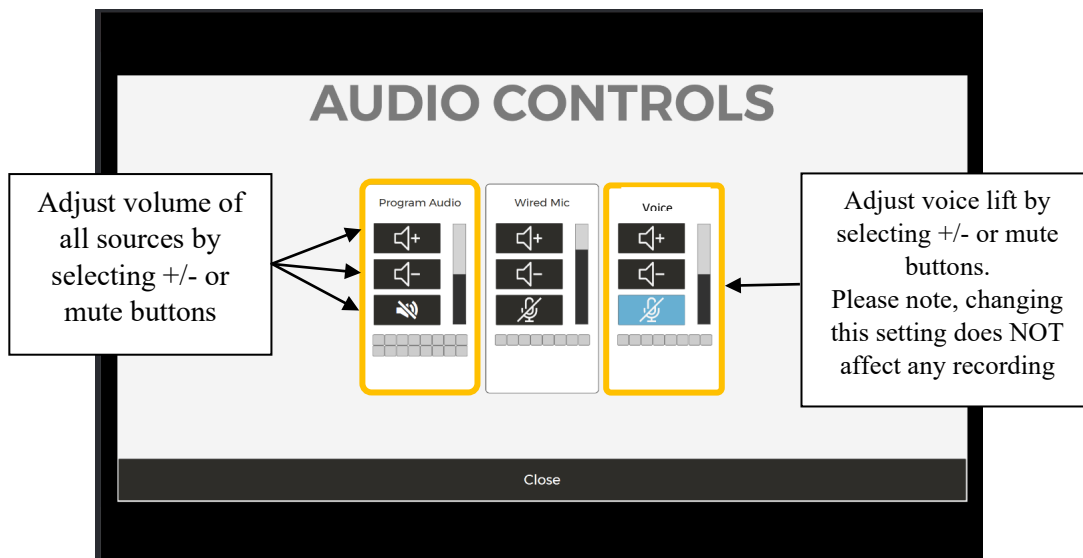 AUDIO CONTROLS
Adjust volume of
all sources by
selecting +/- or
mute buttons
Program Audio
Wired Mic
Voice
Adjust voice lift by
selecting +/- or mute
buttons.
Please note, changing
this setting does NOT
affect any recording
Close